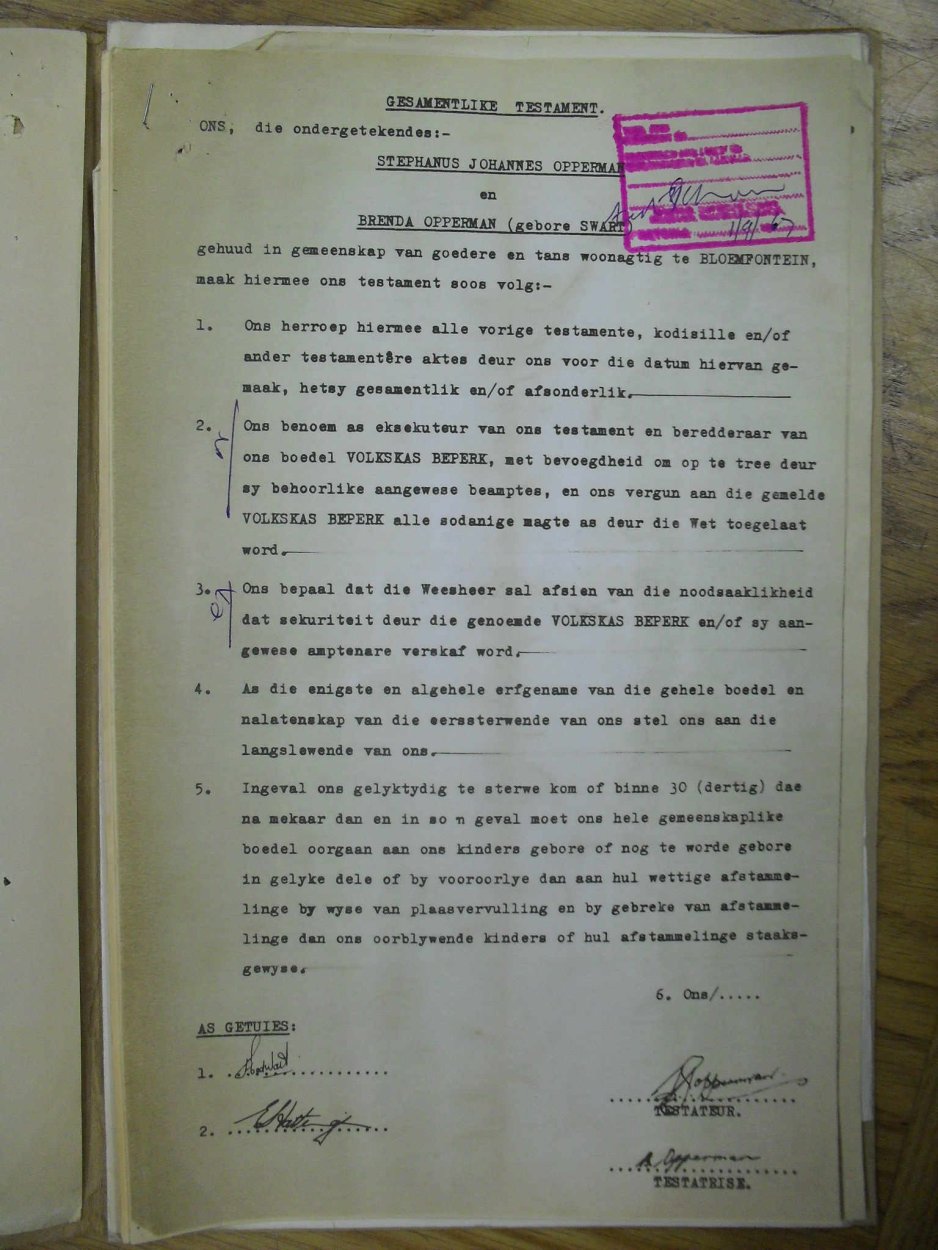 GESAMENTLIKE TESTAMENT.
ONS, die ondergetekendes:-
STEPHANUS JOHANNES OPPERMAN
en
BRENDA OPPERMAN (gebore SWART)
1/9/67
gehuud in gemeenskap van goedere en tans woonagtig te BLOEMFONTEIN,
maak hiermee ons testament soos volg:-
1. Ons herroep hiermee alle vorige testamente, kodisille en/of
ander testamentêre aktes deur ons voor die datum hiervan ge-
maak, hetsy gesamentlik en/of afsonderlik.
2. Ons benoem as eksekuteur van ons testament en beredderaar van
ons boedel VOLKSKAS BEPERK, met bevoegdheid om op te tree deur
sy behoorlike aangewese beamptes, en ons vergun aan die gemelde
VOLKSKAS BEPERK alle sodanige magte as deur die Wet toegelaat
word.
3. Ons bepaal dat die Weesheer sal afsien van die noodsaaklikheid
dat sekuriteit deur die genoemde VOLKSKAS BEPERK en/of sy aan-
gewese amptenare verskaf word.
4. As die enigste en algehele erfgename van die gehele boedel en
nalatenskap van die eerssterwende van ons stel ons aan die
langslewende van ons.
5. Ingeval ons gelyktydig te sterwe kom of binne 30 (dertig) dae
na mekaar dan en in so n geval moet ons hele gemeenskaplike
boedel oorgaan aan ons kinders gebore of nog te worde gebore
in gelyke dele of by vooroorlye dan aan hul wettige afstamme-
linge by wyse van plaasvervulling en by gebreke van afstamme-
linge dan ons oorblywende kinders of hul afstammelinge staaks-
gewyse.
6. Ons/.....
AS GETUIES:
1.
2.
TESTATEUR.
B Opperman
TESTATRISE.